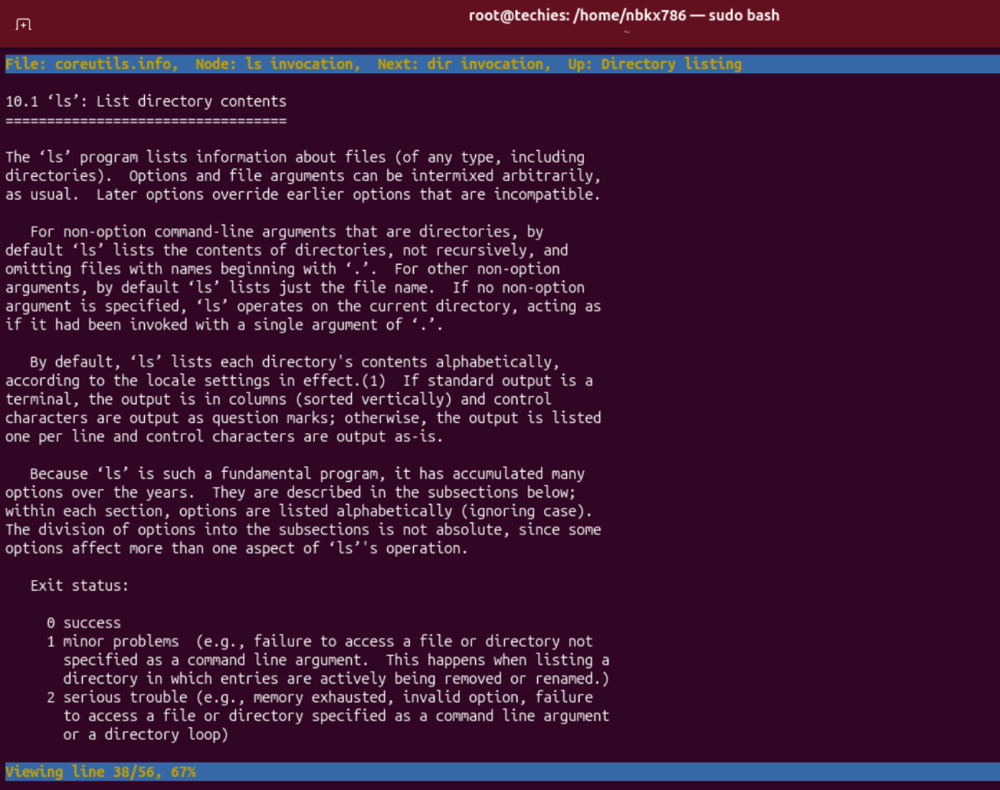 root@techies: /home/nbkx786 — sudo bash
~
File: coreutils.info,  Node: ls invocation,  Next: dir invocation,  Up: Directory listing
10.1 ‘ls’: List directory contents
==================================
The ‘ls’ program lists information about files (of any type, including
directories).  Options and file arguments can be intermixed arbitrarily,
as usual.  Later options override earlier options that are incompatible.
   For non-option command-line arguments that are directories, by
default ‘ls’ lists the contents of directories, not recursively, and
omitting files with names beginning with ‘.’.  For other non-option
arguments, by default ‘ls’ lists just the file name.  If no non-option
argument is specified, ‘ls’ operates on the current directory, acting as
if it had been invoked with a single argument of ‘.’.
   By default, ‘ls’ lists each directory's contents alphabetically,
according to the locale settings in effect.(1)  If standard output is a
terminal, the output is in columns (sorted vertically) and control
characters are output as question marks; otherwise, the output is listed
one per line and control characters are output as-is.
   Because ‘ls’ is such a fundamental program, it has accumulated many
options over the years.  They are described in the subsections below;
within each section, options are listed alphabetically (ignoring case).
The division of options into the subsections is not absolute, since some
options affect more than one aspect of ‘ls’'s operation.
   Exit status:
     0 success
     1 minor problems  (e.g., failure to access a file or directory not
       specified as a command line argument.  This happens when listing a
       directory in which entries are actively being removed or renamed.)
     2 serious trouble (e.g., memory exhausted, invalid option, failure
       to access a file or directory specified as a command line argument
       or a directory loop)
Viewing line 38/56, 67%